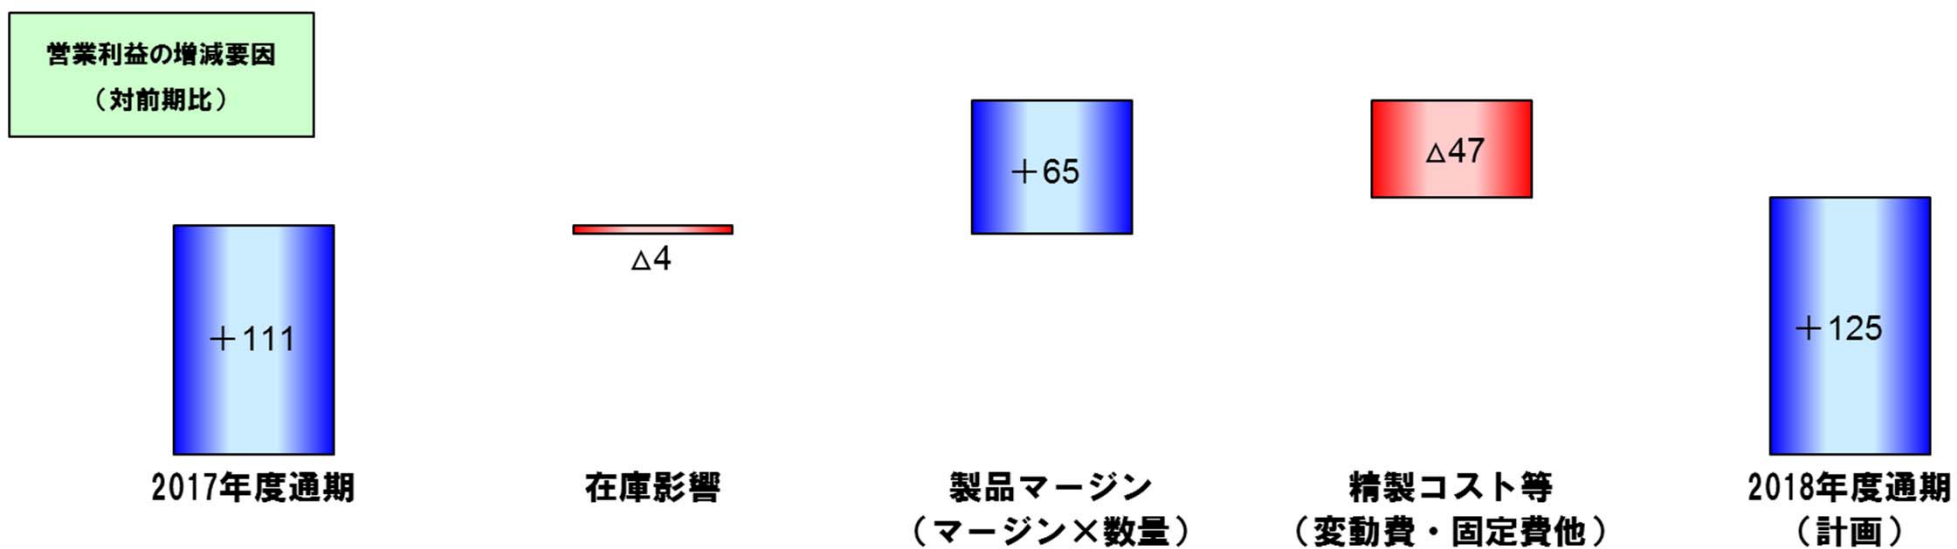 営業利益の増減要因
（対前期比）
＋111
△4
＋65
△47
＋125
2017年度通期
在庫影響
製品マージン
（マージン×数量）
精製コスト等
（変動費・固定費他）
2018年度通期
（計画）